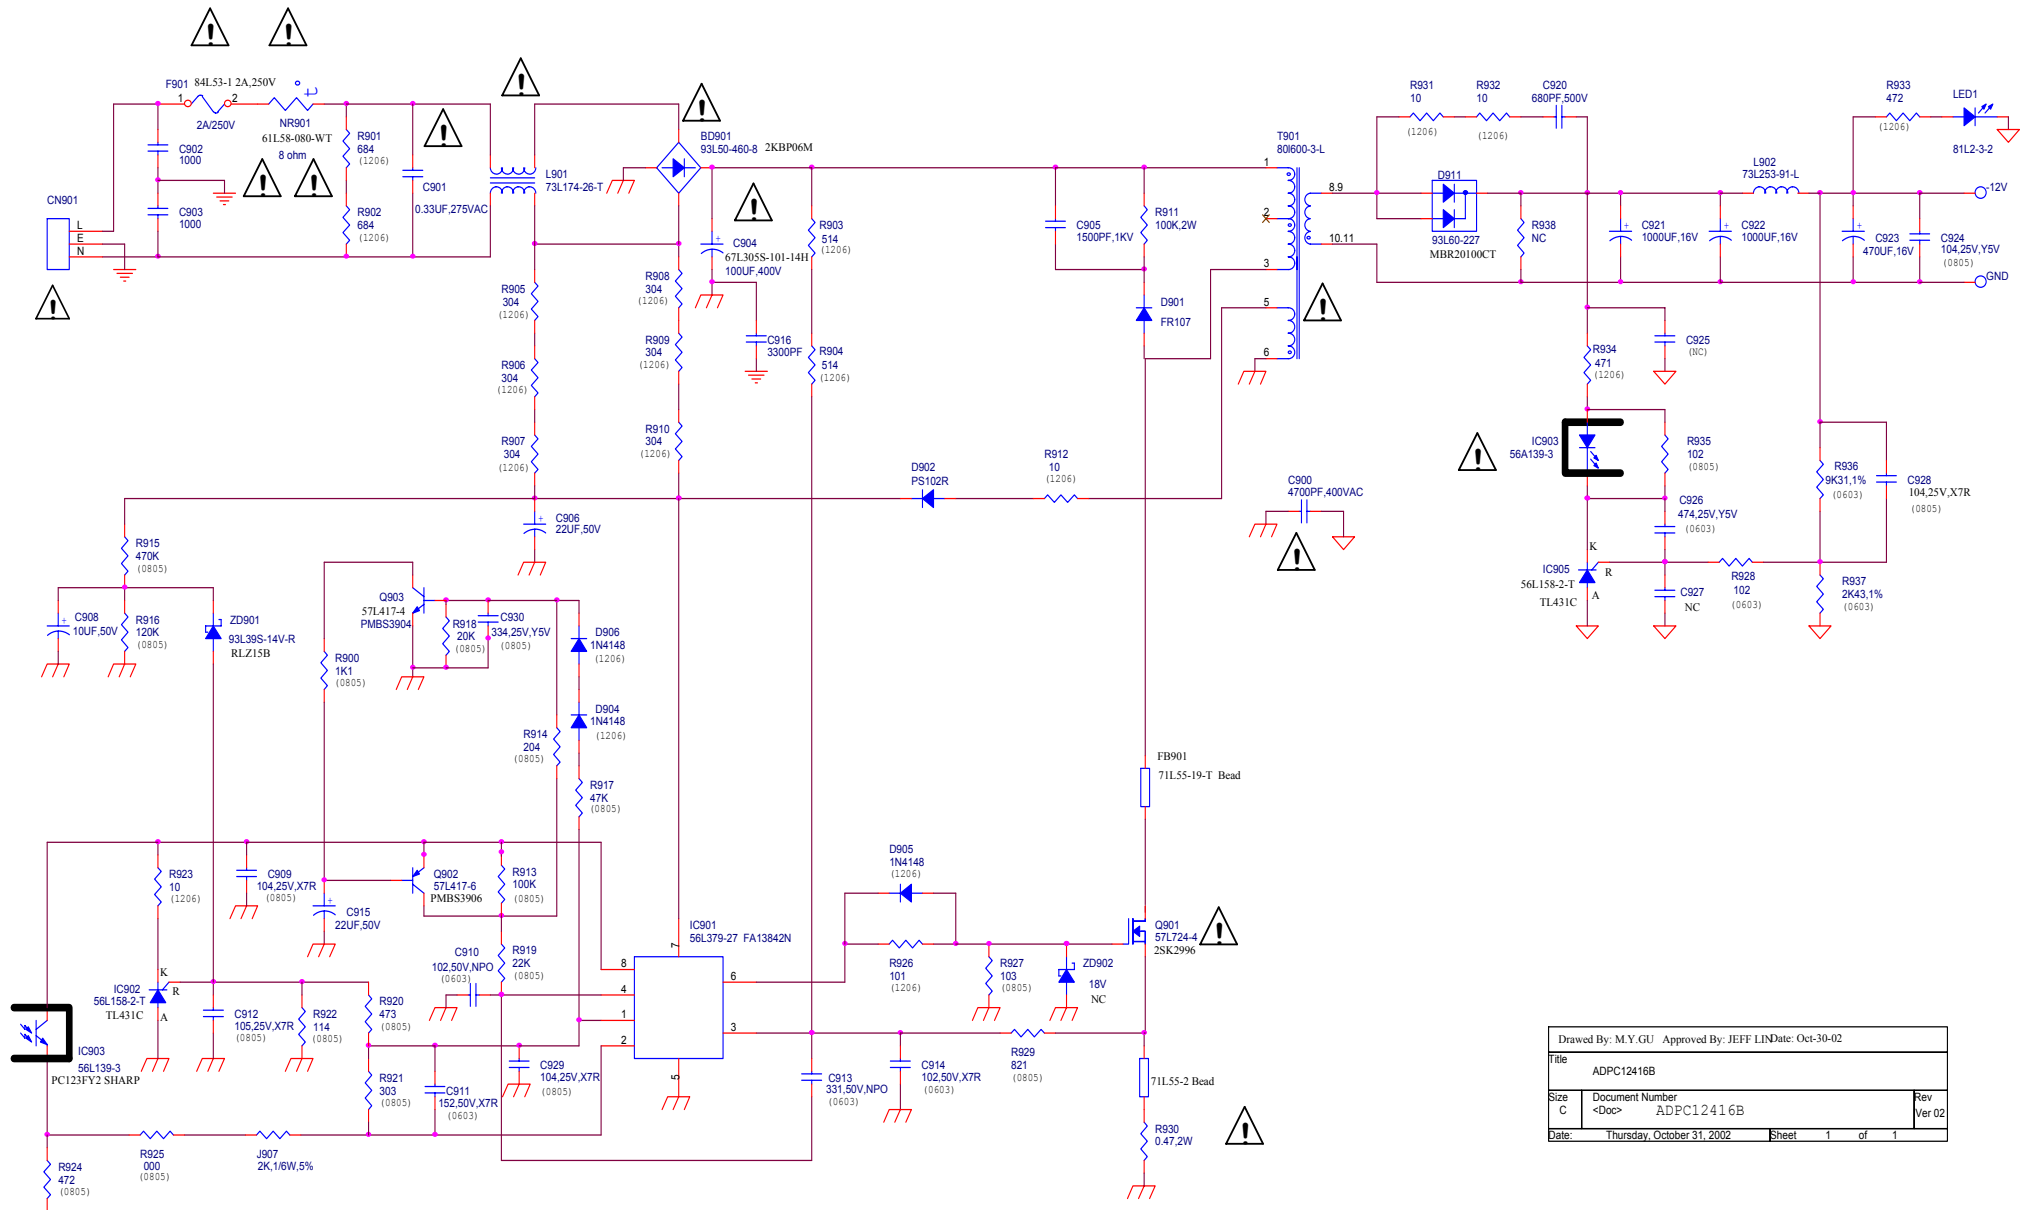 F901
84L53-1 2A,250V
1
2
2A/250V
t
NR901
61L58-080-WT
8 ohm
C902
1000
C903
1000
CN901
L
E
N
R901
684
(1206)
R902
684
(1206)
C901
0.33UF,275VAC
L901
73L174-26-T
BD901
93L50-460-8
2KBP06M
C904
67L305S-101-14H
100UF,400V
C916
3300PF
R903
514
(1206)
R904
514
(1206)
R905
304
(1206)
R906
304
(1206)
R907
304
(1206)
R908
304
(1206)
R909
304
(1206)
R910
304
(1206)
C905
1500PF,1KV
R911
100K,2W
D901
FR107
T901
80I600-3-L
1
2
3
5
6
8.9
10.11
R931
10
(1206)
R932
10
(1206)
C920
680PF,500V
D911
93L60-227
MBR20100CT
R938
NC
C921
1000UF,16V
C922
1000UF,16V
L902
73L253-91-L
R933
472
(1206)
LED1
81L2-3-2
-12V
C923
470UF,16V
C924
104,25V,Y5V
(0805)
GND
R934
471
(1206)
C925
(NC)
IC903
56A139-3
R935
102
(0805)
C926
474,25V,Y5V
(0603)
R936
9K31,1%
(0603)
C928
104,25V,X7R
(0805)
K
R
A
IC905
56L158-2-T
TL431C
C927
NC
R928
102
(0603)
R937
2K43,1%
(0603)
D902
PS102R
R912
10
(1206)
C900
4700PF,400VAC
C906
22UF,50V
R915
470K
(0805)
C908
10UF,50V
R916
120K
(0805)
ZD901
93L39S-14V-R
RLZ15B
Q903
57L417-4
PMBS3904
R918
20K
(0805)
C930
334,25V,Y5V
(0805)
D906
1N4148
(1206)
D904
1N4148
(1206)
R900
1K1
(0805)
R914
204
(0805)
R917
47K
(0805)
FB901
71L55-19-T Bead
R923
10
(1206)
C909
104,25V,X7R
(0805)
C915
22UF,50V
Q902
57L417-6
PMBS3906
R913
100K
(0805)
R919
22K
(0805)
C910
102,50V,NPO
(0603)
IC901
56L379-27 FA13842N
7
8
4
1
2
6
3
5
D905
1N4148
(1206)
R926
101
(1206)
R927
103
(0805)
ZD902
18V
NC
Q901
57L724-4
2SK2996
K
R
A
IC902
56L158-2-T
TL431C
C912
105,25V,X7R
(0805)
R922
114
(0805)
R920
473
(0805)
R921
303
(0805)
C911
152,50V,X7R
(0603)
C929
104,25V,X7R
(0805)
IC903
56L139-3
PC123FY2 SHARP
C913
331,50V,NPO
(0603)
C914
102,50V,X7R
(0603)
R929
821
(0805)
71L55-2 Bead
R930
0.47,2W
R924
472
(0805)
R925
000
(0805)
J907
2K,1/6W,5%
Drawed By: M.Y.GU Approved By: JEFF LIN Date: Oct-30-02
Title
ADPC12416B
Size
C
Document Number
<Doc> ADPC12416B
Rev
Ver 02
Date: Thursday, October 31, 2002 Sheet 1 of 1